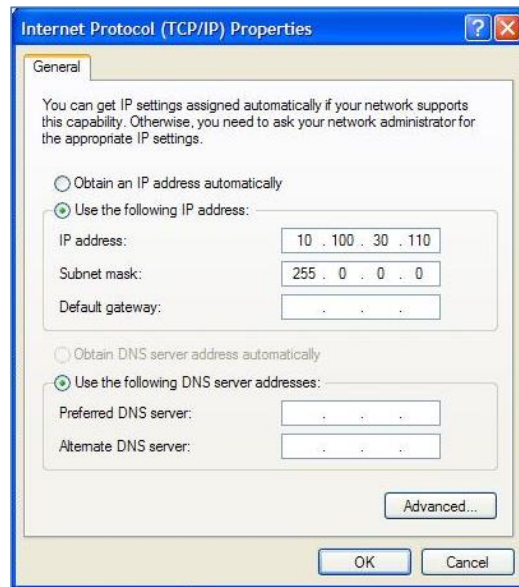 Internet Protocol (TCP/IP) Properties
General
You can get IP settings assigned automatically if your network supports
this capability. Otherwise, you need to ask your network administrator for
the appropriate IP settings.
Obtain an IP address automatically
Use the following IP address:
IP address: 10 . 100 . 30 . 110
Subnet mask: 255 . 0 . 0 . 0
Default gateway: . . .
Obtain DNS server address automatically
Use the following DNS server addresses:
Preferred DNS server: . . .
Alternate DNS server: . . .
Advanced...
OK Cancel